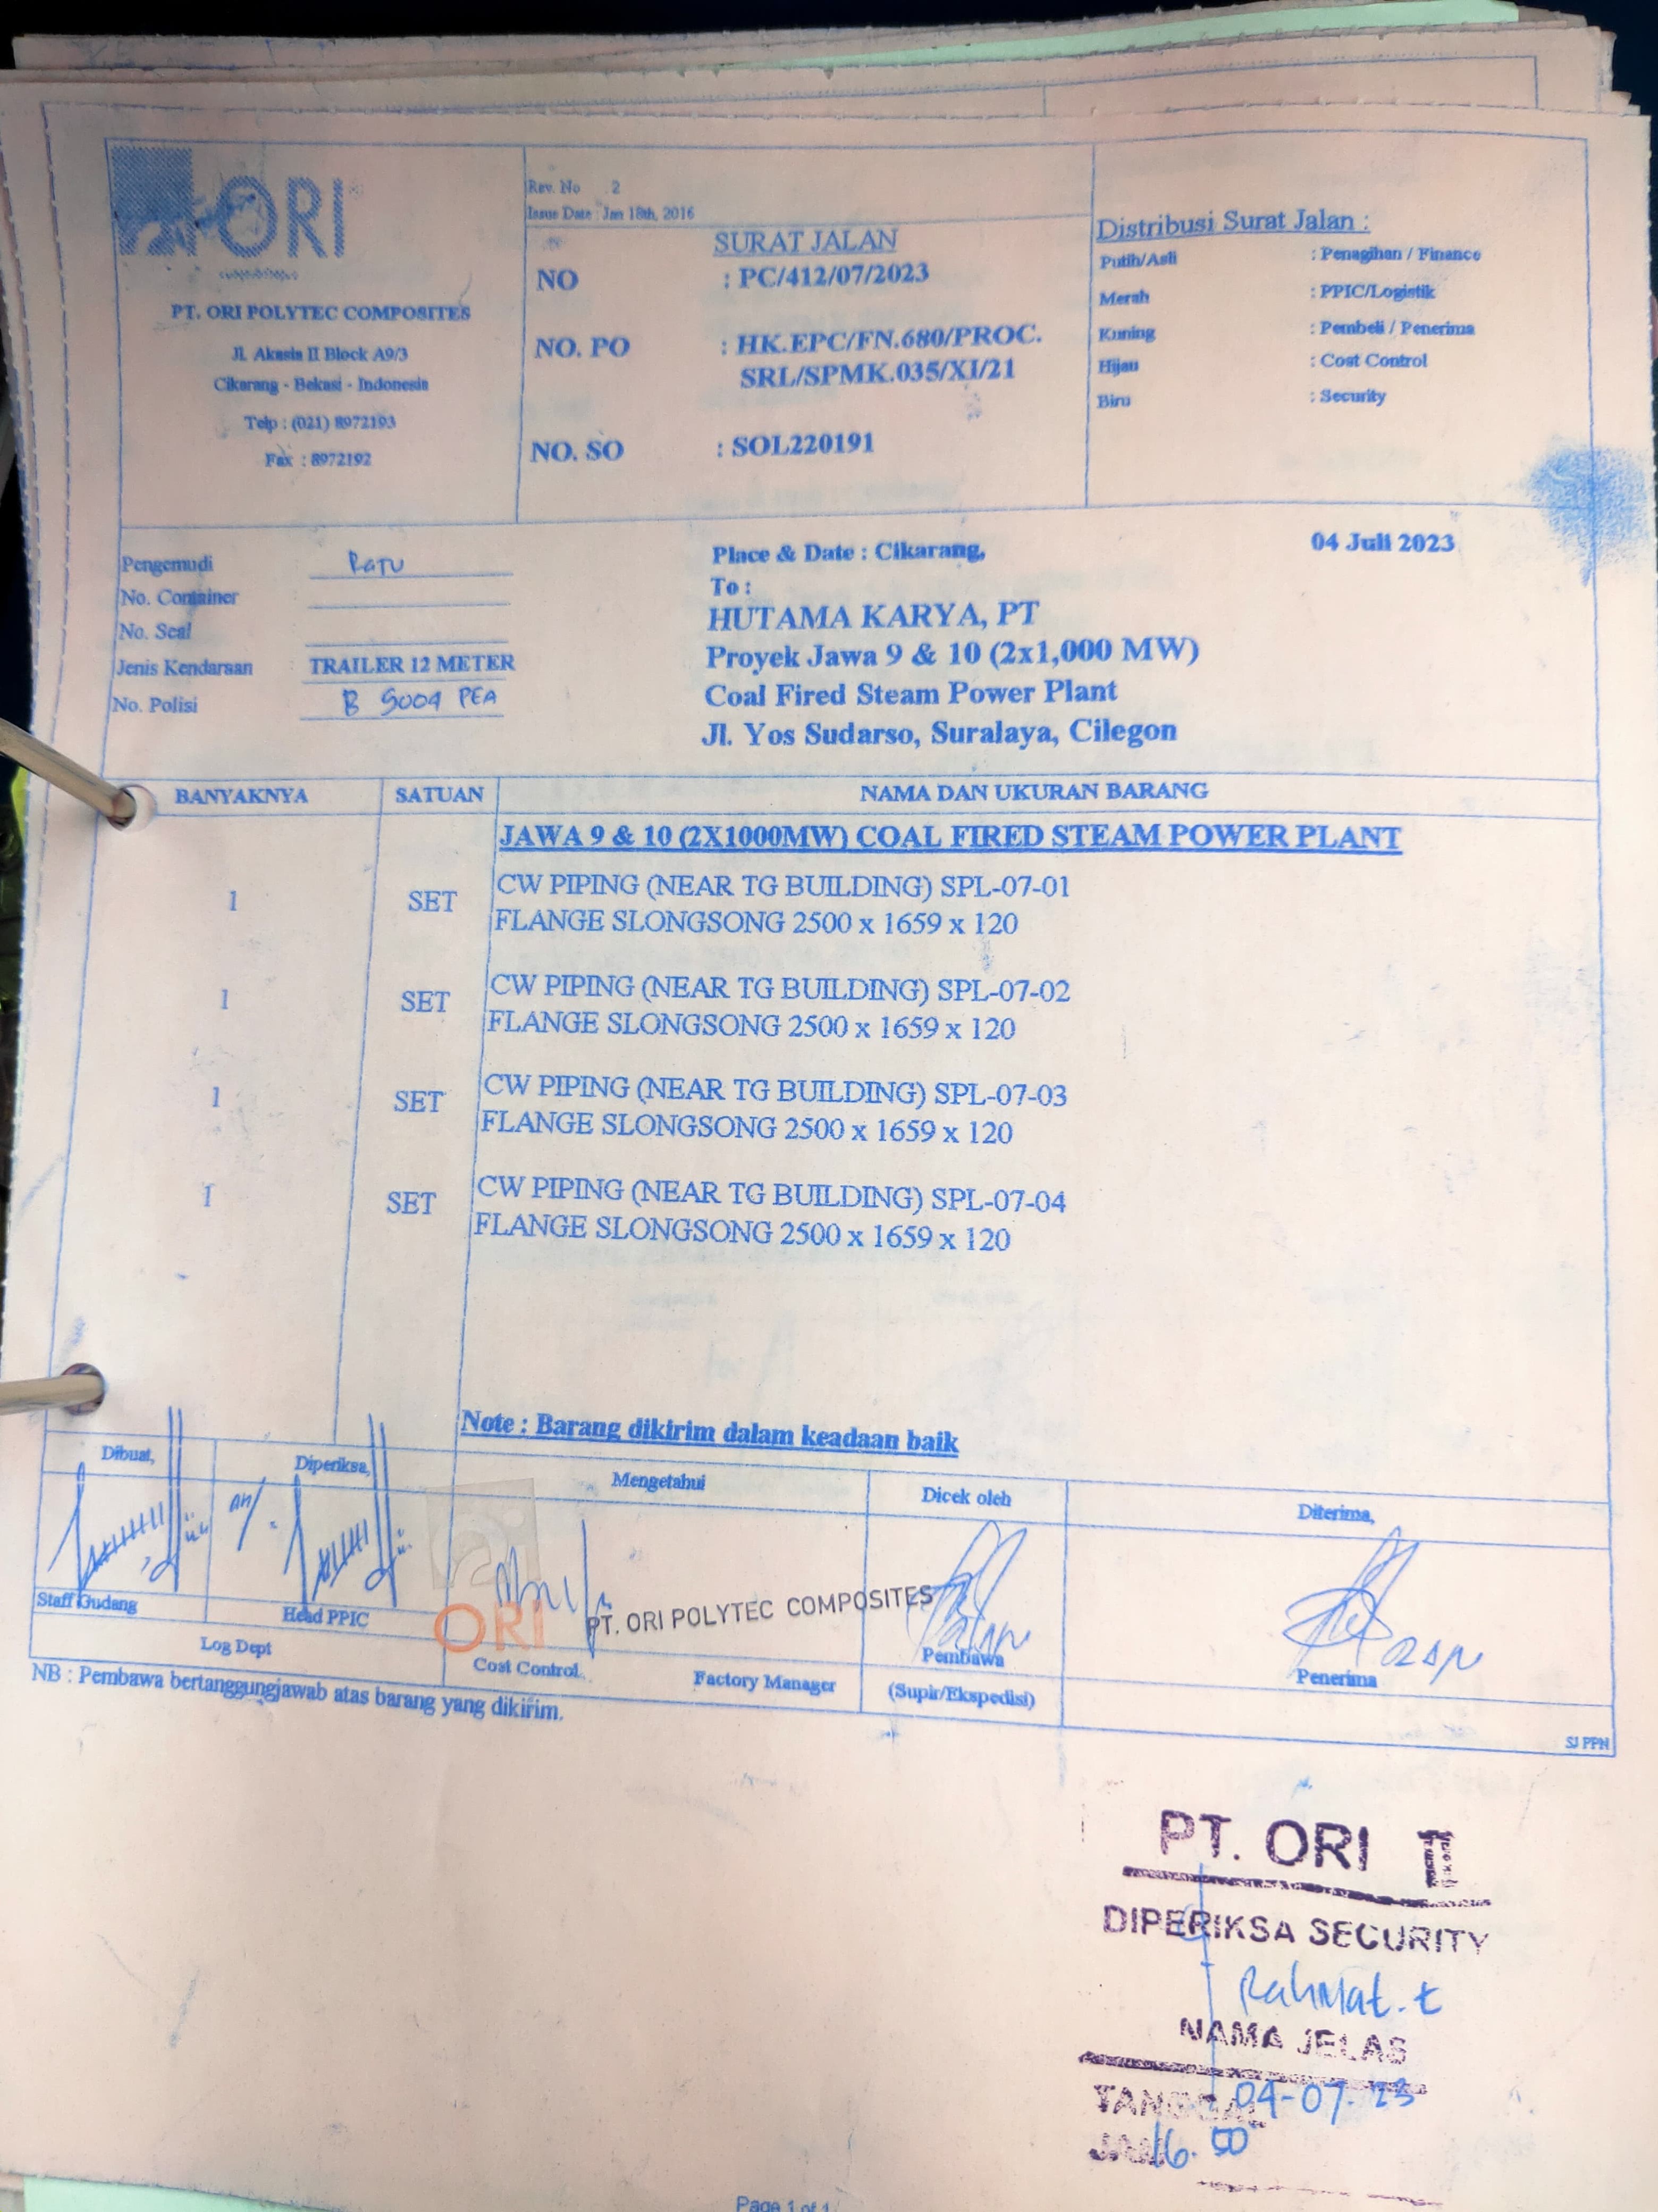 ORI
PT. ORI POLYTEC COMPOSITES
Jl. Akasia II Block A9/3
Cikarang - Bekasi - Indonesia
Telp : (021) 8972193
Fax : 8972192
Rev. No 2
Issue Date : Jan 18th, 2016
SURAT JALAN
NO : PC/412/07/2023
NO. PO : HK.EPC/FN.680/PROC.
SRL/SPMK.035/XI/21
NO. SO : SOL220191
Distribusi Surat Jalan :
Putih/Asli : Penagihan / Finance
Merah : PPIC/Logistik
Kuning : Pembeli / Penerima
Hijau : Cost Control
Biru : Security
Pengemudi RATU
No. Container
No. Seal
Jenis Kendaraan TRAILER 12 METER
No. Polisi B 9004 PEA
Place & Date : Cikarang, 04 Juli 2023
To :
HUTAMA KARYA, PT
Proyek Jawa 9 & 10 (2x1,000 MW)
Coal Fired Steam Power Plant
Jl. Yos Sudarso, Suralaya, Cilegon
BANYAKNYA SATUAN NAMA DAN UKURAN BARANG
JAWA 9 & 10 (2X1000MW) COAL FIRED STEAM POWER PLANT
1 SET CW PIPING (NEAR TG BUILDING) SPL-07-01
FLANGE SLONGSONG 2500 x 1659 x 120
1 SET CW PIPING (NEAR TG BUILDING) SPL-07-02
FLANGE SLONGSONG 2500 x 1659 x 120
1 SET CW PIPING (NEAR TG BUILDING) SPL-07-03
FLANGE SLONGSONG 2500 x 1659 x 120
1 SET CW PIPING (NEAR TG BUILDING) SPL-07-04
FLANGE SLONGSONG 2500 x 1659 x 120
Note : Barang dikirim dalam keadaan baik
Dibuat, Diperiksa, Mengetahui Dicek oleh Diterima,
ORI PT. ORI POLYTEC COMPOSITES
Staff Gudang Head PPIC Cost Control Factory Manager Pembawa Penerima
Log Dept (Supir/Ekspedisi)
NB : Pembawa bertanggungjawab atas barang yang dikirim.
SJ PPN
PT. ORI II
DIPERIKSA SECURITY
Rahmat. t
NAMA JELAS
TANGGAL 04-07-23
JAM 16.50
Page 1 of 1